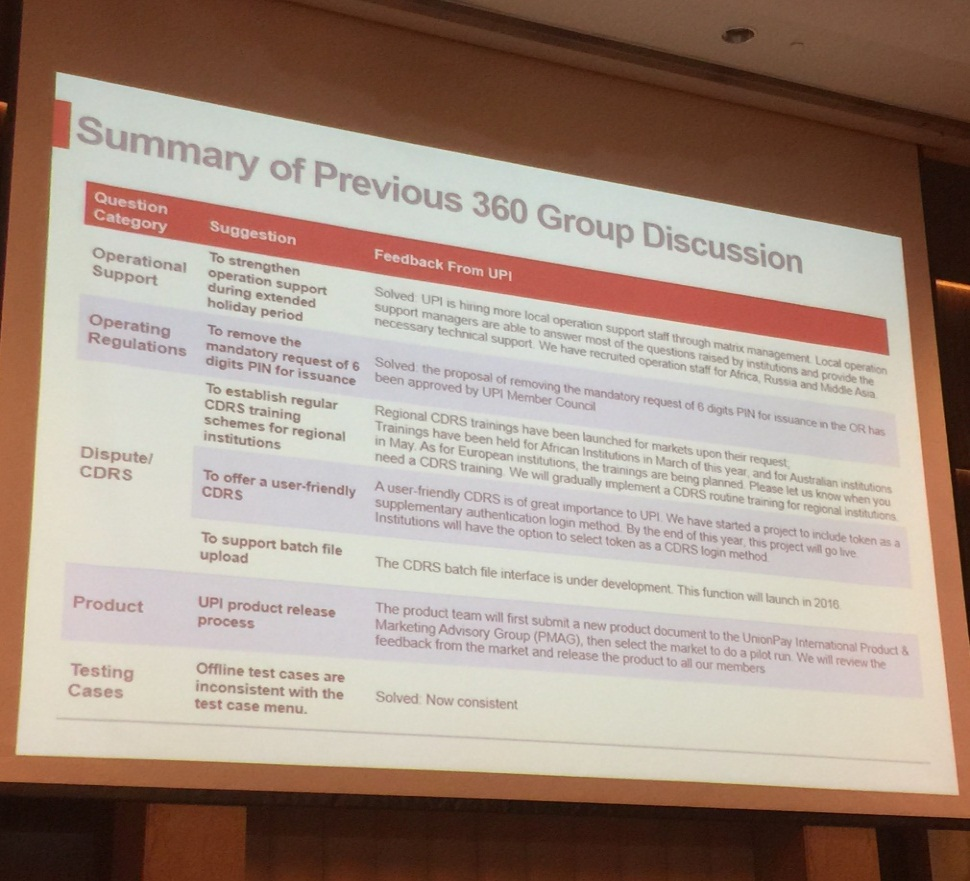 Summary of Previous 360 Group Discussion
Question
Category
Suggestion
Feedback From UPI
Operational
Support
To strengthen
operation support
during extended
holiday period
Solved: UPI is hiring more local operation support staff through matrix management. Local operation
support managers are able to answer most of the questions raised by institutions and provide the
necessary technical support. We have recruited operation staff for Africa, Russia and Middle Asia.
Operating
Regulations
To remove the
mandatory request of 6
digits PIN for issuance
Solved: the proposal of removing the mandatory request of 6 digits PIN for issuance in the OR has
been approved by UPI Member Council
Dispute/
CDRS
To establish regular
CDRS training
schemes for regional
institutions
Regional CDRS trainings have been launched for markets upon their request;
Trainings have been held for African Institutions in March of this year, and for Australian institutions
in May. As for European institutions, the trainings are being planned. Please let us know when you
need a CDRS training. We will gradually implement a CDRS routine training for regional institutions.
To offer a user-friendly
CDRS
A user-friendly CDRS is of great importance to UPI. We have started a project to include token as a
supplementary authentication login method. By the end of this year, this project will go live.
Institutions will have the option to select token as a CDRS login method.
To support batch file
upload
The CDRS batch file interface is under development. This function will launch in 2016.
Product
UPI product release
process
The product team will first submit a new product document to the UnionPay International Product &
Marketing Advisory Group (PMAG), then select the market to do a pilot run. We will review the
feedback from the market and release the product to all our members
Testing
Cases
Offline test cases are
inconsistent with the
test case menu.
Solved: Now consistent